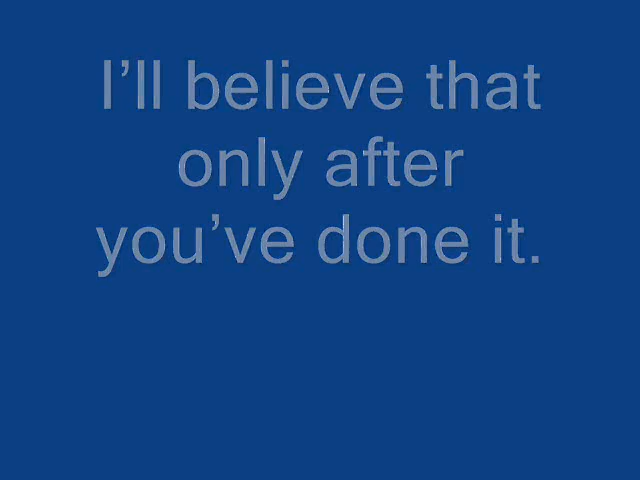 I’ll believe that
only after
you’ve done it.